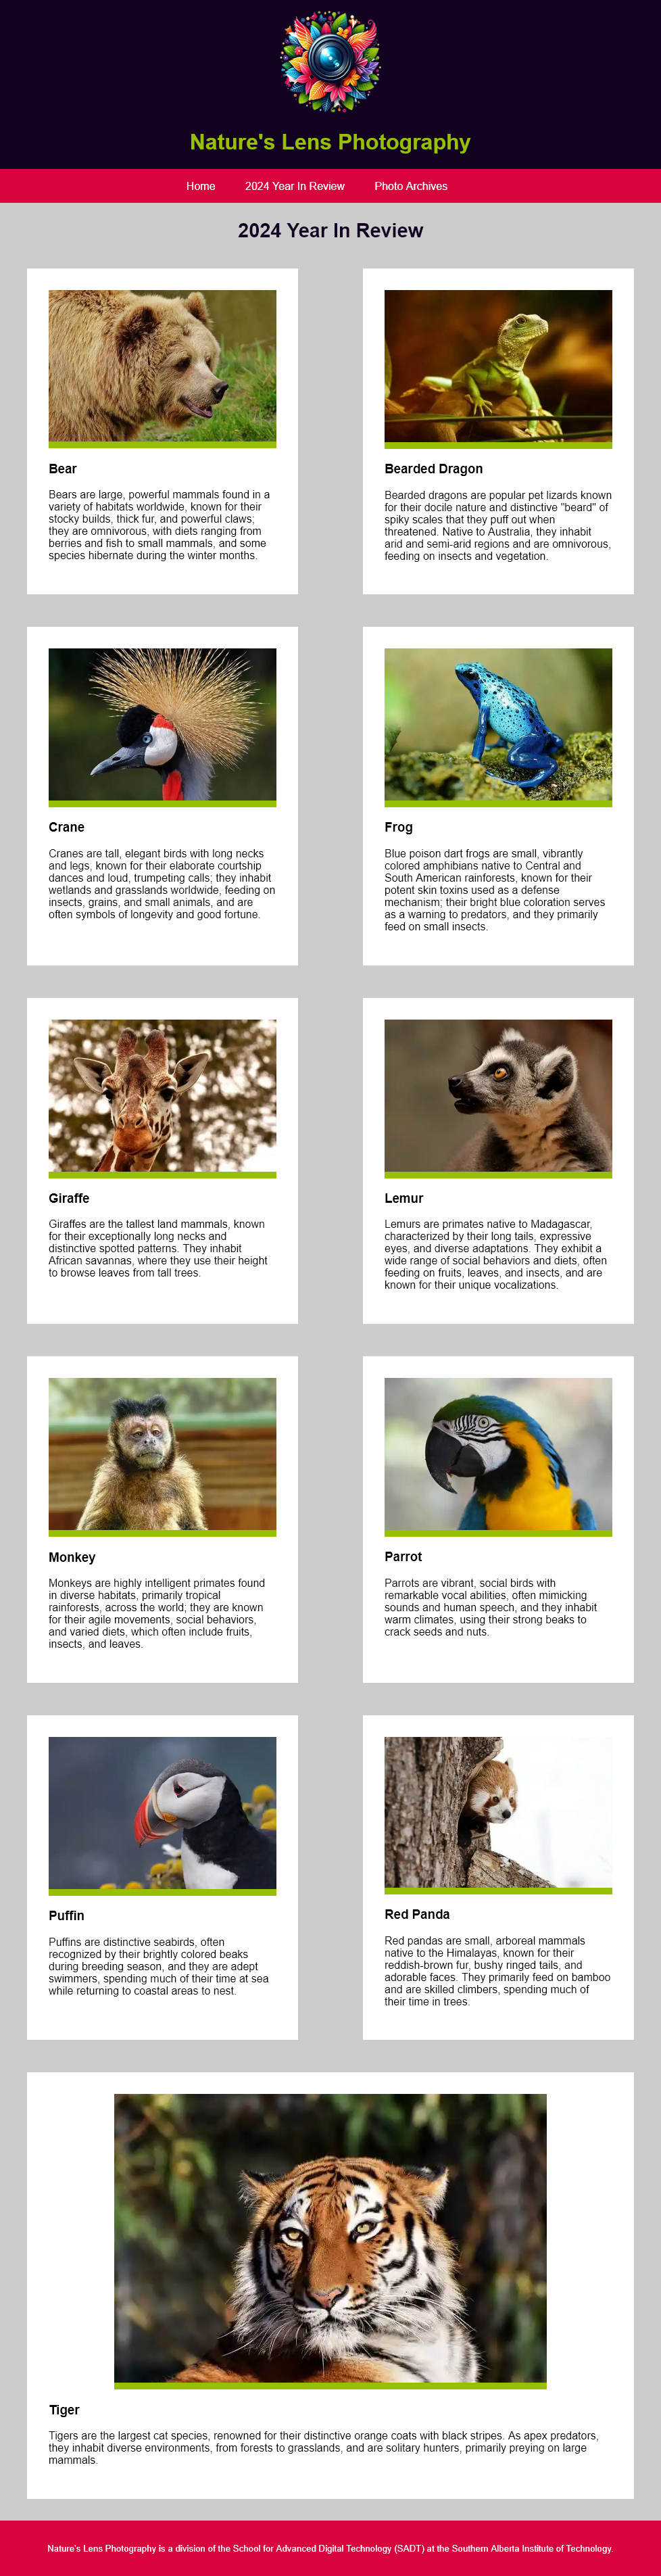 Nature's Lens Photography
Home 2024 Year In Review Photo Archives
2024 Year In Review
Bear
Bears are large, powerful mammals found in a
variety of habitats worldwide, known for their
stocky builds, thick fur, and powerful claws;
they are omnivorous, with diets ranging from
berries and fish to small mammals, and some
species hibernate during the winter months.
Bearded Dragon
Bearded dragons are popular pet lizards known
for their docile nature and distinctive "beard" of
spiky scales that they puff out when
threatened. Native to Australia, they inhabit
arid and semi-arid regions and are omnivorous,
feeding on insects and vegetation.
Crane
Cranes are tall, elegant birds with long necks
and legs, known for their elaborate courtship
dances and loud, trumpeting calls; they inhabit
wetlands and grasslands worldwide, feeding on
insects, grains, and small animals, and are
often symbols of longevity and good fortune.
Frog
Blue poison dart frogs are small, vibrantly
colored amphibians native to Central and
South American rainforests, known for their
potent skin toxins used as a defense
mechanism; their bright blue coloration serves
as a warning to predators, and they primarily
feed on small insects.
Giraffe
Giraffes are the tallest land mammals, known
for their exceptionally long necks and
distinctive spotted patterns. They inhabit
African savannas, where they use their height
to browse leaves from tall trees.
Lemur
Lemurs are primates native to Madagascar,
characterized by their long tails, expressive
eyes, and diverse adaptations. They exhibit a
wide range of social behaviors and diets, often
feeding on fruits, leaves, and insects, and are
known for their unique vocalizations.
Monkey
Monkeys are highly intelligent primates found
in diverse habitats, primarily tropical
rainforests, across the world; they are known
for their agile movements, social behaviors,
and varied diets, which often include fruits,
insects, and leaves.
Parrot
Parrots are vibrant, social birds with
remarkable vocal abilities, often mimicking
sounds and human speech, and they inhabit
warm climates, using their strong beaks to
crack seeds and nuts.
Puffin
Puffins are distinctive seabirds, often
recognized by their brightly colored beaks
during breeding season, and they are adept
swimmers, spending much of their time at sea
while returning to coastal areas to nest.
Red Panda
Red pandas are small, arboreal mammals
native to the Himalayas, known for their
reddish-brown fur, bushy ringed tails, and
adorable faces. They primarily feed on bamboo
and are skilled climbers, spending much of
their time in trees.
Tiger
Tigers are the largest cat species, renowned for their distinctive orange coats with black stripes. As apex predators,
they inhabit diverse environments, from forests to grasslands, and are solitary hunters, primarily preying on large
mammals.
Nature's Lens Photography is a division of the School for Advanced Digital Technology (SADT) at the Southern Alberta Institute of Technology.